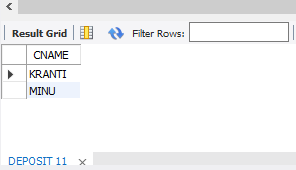 Result Grid Filter Rows:
CNAME
KRANTI
MINU
DEPOSIT 11